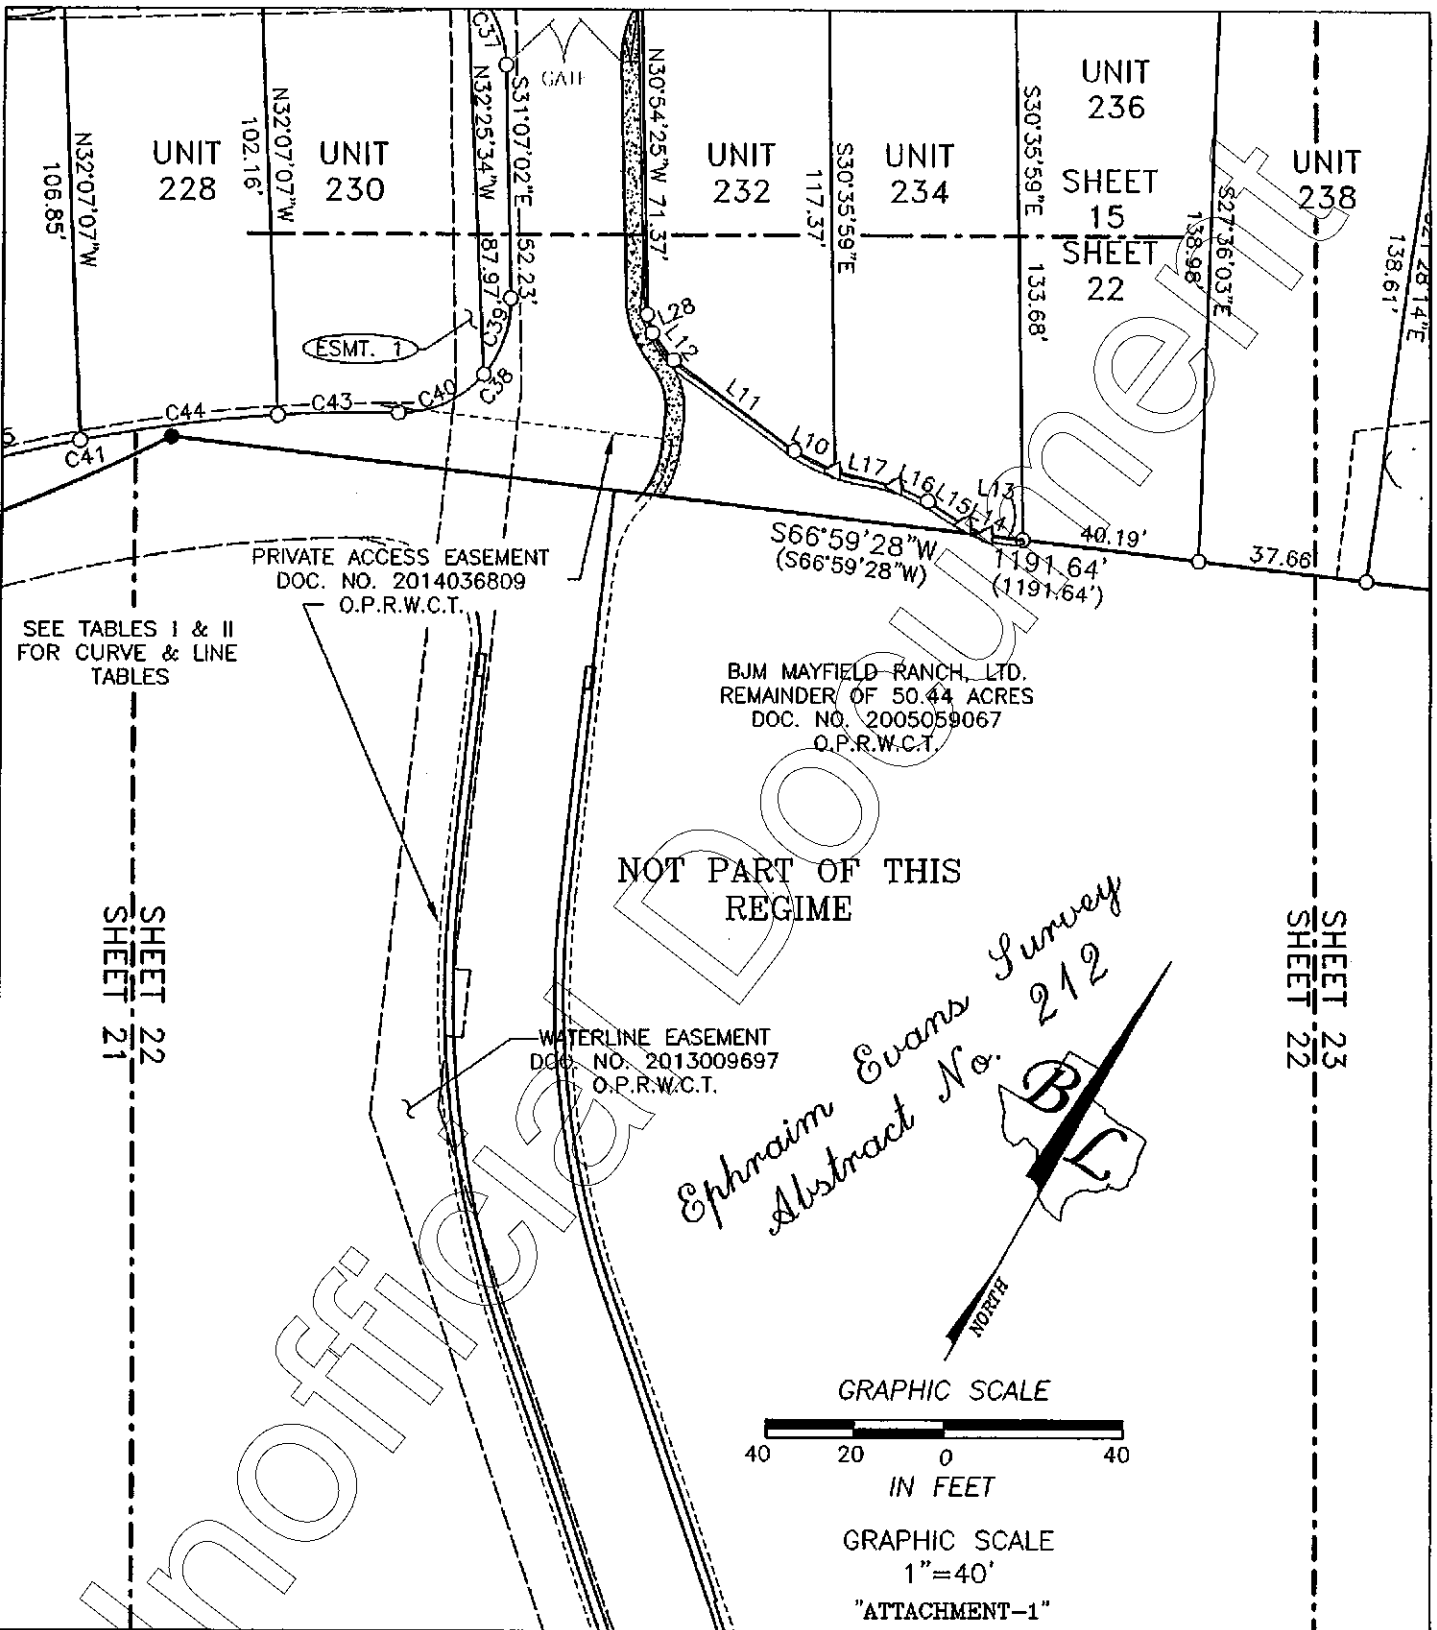 C37
GATE
N32°07'07"W
106.85'
UNIT
228
N32°07'07"W
102.16'
UNIT
230
N32°25'34"W
87.97'
S31°07'02"E
52.23'
N30°54'25"W 71.37'
UNIT
232
S30°35'59"E
117.37'
UNIT
234
S30°35'59"E
133.68'
UNIT
236
SHEET
15
SHEET
22
S27°36'03"E
138.98'
UNIT
238
138.61'
ESMT. 1
C39
C38
C40
C43
C44
C41
L28
L12
L11
L10
L17
L16
L15
L14
L13
40.19'
37.66
S66°59'28"W
(S66°59'28"W)
1191.64'
(1191.64')
PRIVATE ACCESS EASEMENT
DOC. NO. 2014036809
O.P.R.W.C.T.
SEE TABLES I & II
FOR CURVE & LINE
TABLES
BJM MAYFIELD RANCH, LTD.
REMAINDER OF 50.44 ACRES
DOC. NO. 2005059067
O.P.R.W.C.T.
NOT PART OF THIS
REGIME
SHEET 22
SHEET 21
SHEET 23
SHEET 22
WATERLINE EASEMENT
DOC. NO. 2013009697
O.P.R.W.C.T.
Ephraim Evans Survey
Abstract No. 212
B
L
NORTH
GRAPHIC SCALE
40 20 0 40
IN FEET
GRAPHIC SCALE
1"=40'
"ATTACHMENT-1"
Unofficial Document